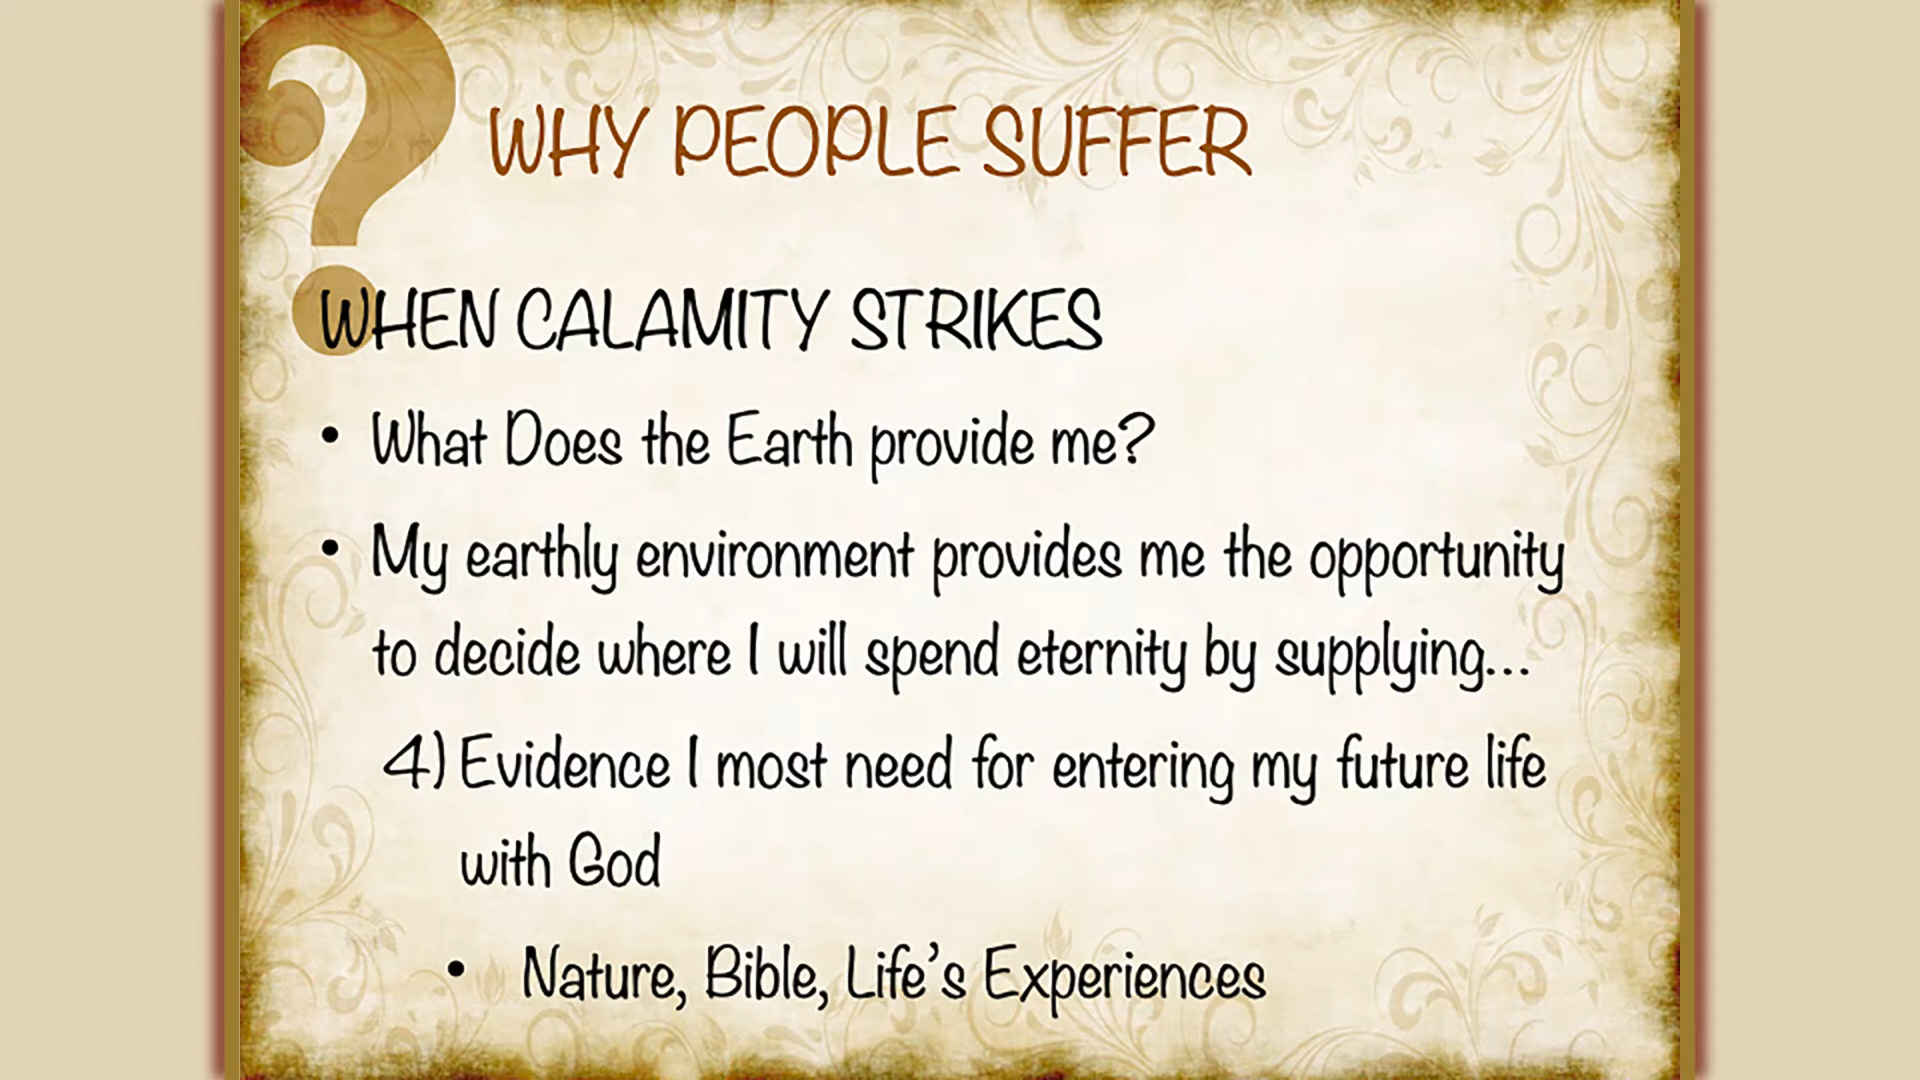 WHY PEOPLE SUFFER
WHEN CALAMITY STRIKES
• What Does the Earth provide me?
• My earthly environment provides me the opportunity
to decide where I will spend eternity by supplying...
4) Evidence I most need for entering my future life
with God
• Nature, Bible, Life's Experiences